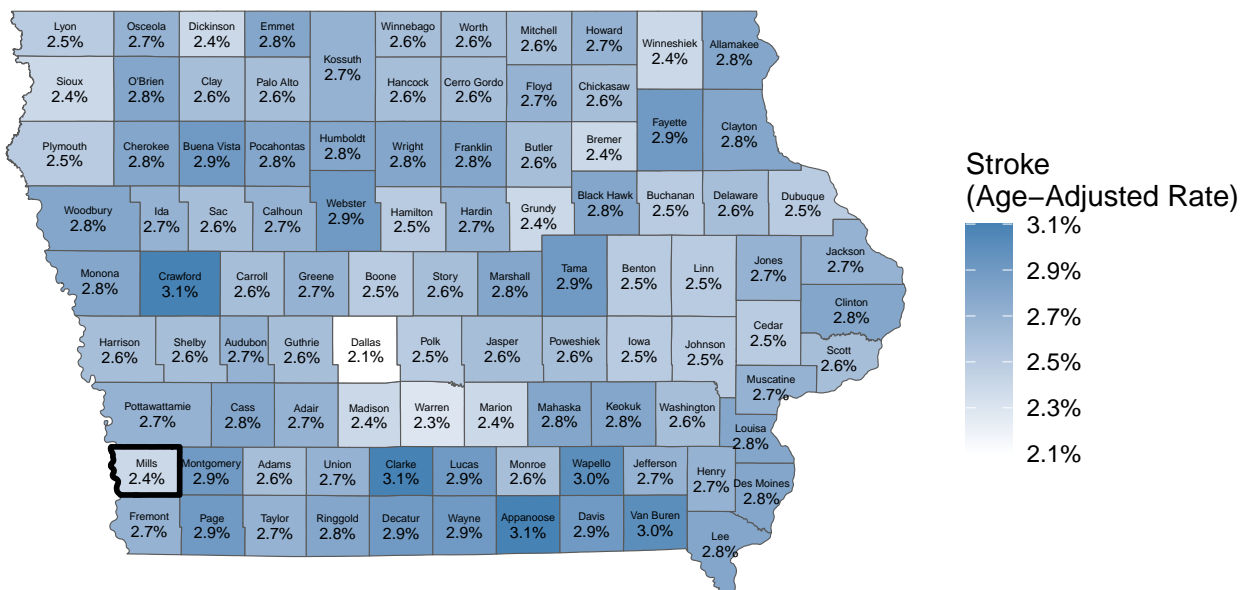 Lyon
2.5%
Osceola
2.7%
Dickinson
2.4%
Emmet
2.8%
Kossuth
2.7%
Winnebago
2.6%
Worth
2.6%
Mitchell
2.6%
Howard
2.7%
Winneshiek
2.4%
Allamakee
2.8%
Sioux
2.4%
O'Brien
2.8%
Clay
2.6%
Palo Alto
2.6%
Hancock
2.6%
Cerro Gordo
2.6%
Floyd
2.7%
Chickasaw
2.6%
Fayette
2.9%
Clayton
2.8%
Plymouth
2.5%
Cherokee
2.8%
Buena Vista
2.9%
Pocahontas
2.8%
Humboldt
2.8%
Wright
2.8%
Franklin
2.8%
Butler
2.6%
Bremer
2.4%
Woodbury
2.8%
Ida
2.7%
Sac
2.6%
Calhoun
2.7%
Webster
2.9%
Hamilton
2.5%
Hardin
2.7%
Grundy
2.4%
Black Hawk
2.8%
Buchanan
2.5%
Delaware
2.6%
Dubuque
2.5%
Monona
2.8%
Crawford
3.1%
Carroll
2.6%
Greene
2.7%
Boone
2.5%
Story
2.6%
Marshall
2.8%
Tama
2.9%
Benton
2.5%
Linn
2.5%
Jones
2.7%
Jackson
2.7%
Clinton
2.8%
Harrison
2.6%
Shelby
2.6%
Audubon
2.7%
Guthrie
2.6%
Dallas
2.1%
Polk
2.5%
Jasper
2.6%
Poweshiek
2.6%
Iowa
2.5%
Johnson
2.5%
Cedar
2.5%
Scott
2.6%
Muscatine
2.7%
Pottawattamie
2.7%
Cass
2.8%
Adair
2.7%
Madison
2.4%
Warren
2.3%
Marion
2.4%
Mahaska
2.8%
Keokuk
2.8%
Washington
2.6%
Louisa
2.8%
Mills
2.4%
Montgomery
2.9%
Adams
2.6%
Union
2.7%
Clarke
3.1%
Lucas
2.9%
Monroe
2.6%
Wapello
3.0%
Jefferson
2.7%
Henry
2.7%
Des Moines
2.8%
Fremont
2.7%
Page
2.9%
Taylor
2.7%
Ringgold
2.8%
Decatur
2.9%
Wayne
2.9%
Appanoose
3.1%
Davis
2.9%
Van Buren
3.0%
Lee
2.8%
Stroke
(Age−Adjusted Rate)
3.1%
2.9%
2.7%
2.5%
2.3%
2.1%